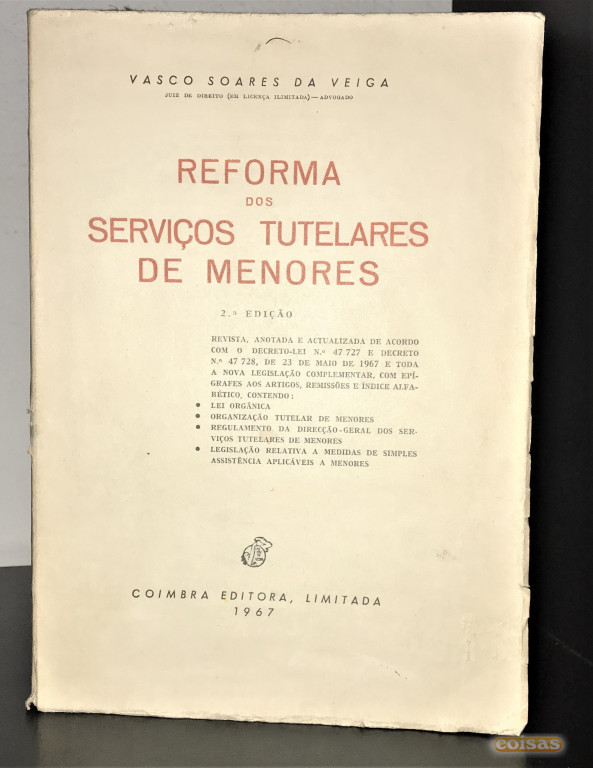 VASCO SOARES DA VEIGA
JUIZ DE DIREITO (EM LICENÇA ILIMITADA) — ADVOGADO
REFORMA
DOS
SERVIÇOS TUTELARES
DE MENORES
2.ª EDIÇÃO
REVISTA, ANOTADA E ACTUALIZADA DE ACORDO
COM O DECRETO-LEI N.º 47 727 E DECRETO
N.º 47 728, DE 23 DE MAIO DE 1967 E TODA
A NOVA LEGISLAÇÃO COMPLEMENTAR, COM EPÍ-
GRAFES AOS ARTIGOS, REMISSÕES E ÍNDICE ALFA-
BÉTICO, CONTENDO:
• LEI ORGÂNICA
• ORGANIZAÇÃO TUTELAR DE MENORES
• REGULAMENTO DA DIRECÇÃO-GERAL DOS SER-
VIÇOS TUTELARES DE MENORES
• LEGISLAÇÃO RELATIVA A MEDIDAS DE SIMPLES
ASSISTÊNCIA APLICÁVEIS A MENORES
COIMBRA EDITORA, LIMITADA
1967
coisas